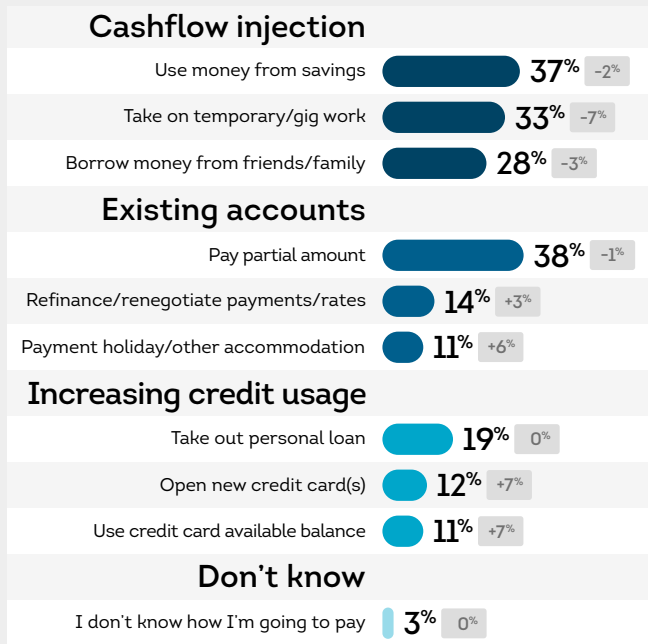 Cashflow injection
Use money from savings 37% -2%
Take on temporary/gig work 33% -7%
Borrow money from friends/family 28% -3%
Existing accounts
Pay partial amount 38% -1%
Refinance/renegotiate payments/rates 14% +3%
Payment holiday/other accommodation 11% +6%
Increasing credit usage
Take out personal loan 19% 0%
Open new credit card(s) 12% +7%
Use credit card available balance 11% +7%
Don't know
I don't know how I'm going to pay 3% 0%